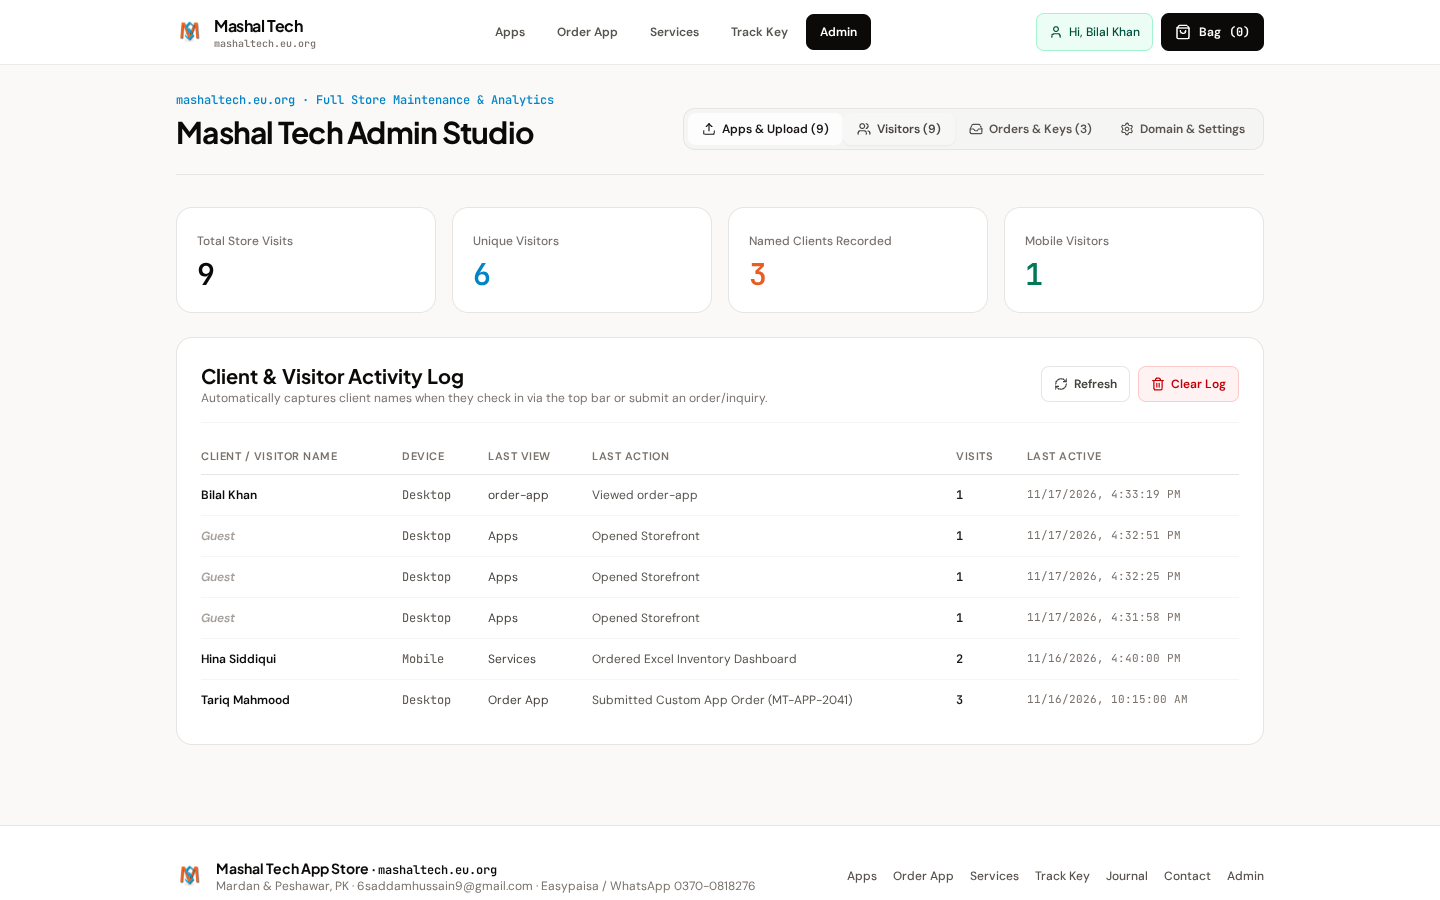 Mashal Tech
mashaltech.eu.org
Apps
Order App
Services
Track Key
Admin
Hi, Bilal Khan
Bag (0)
mashaltech.eu.org · Full Store Maintenance & Analytics
Mashal Tech Admin Studio
Apps & Upload (9)
Visitors (9)
Orders & Keys (3)
Domain & Settings
Total Store Visits
9
Unique Visitors
6
Named Clients Recorded
3
Mobile Visitors
1
Client & Visitor Activity Log
Automatically captures client names when they check in via the top bar or submit an order/inquiry.
Refresh
Clear Log
CLIENT / VISITOR NAME DEVICE LAST VIEW LAST ACTION VISITS LAST ACTIVE
Bilal Khan Desktop order-app Viewed order-app 1 11/17/2026, 4:33:19 PM
Guest Desktop Apps Opened Storefront 1 11/17/2026, 4:32:51 PM
Guest Desktop Apps Opened Storefront 1 11/17/2026, 4:32:25 PM
Guest Desktop Apps Opened Storefront 1 11/17/2026, 4:31:58 PM
Hina Siddiqui Mobile Services Ordered Excel Inventory Dashboard 2 11/16/2026, 4:40:00 PM
Tariq Mahmood Desktop Order App Submitted Custom App Order (MT-APP-2041) 3 11/16/2026, 10:15:00 AM
Mashal Tech App Store · mashaltech.eu.org
Mardan & Peshawar, PK · 6saddamhussain9@gmail.com · Easypaisa / WhatsApp 0370-0818276
Apps
Order App
Services
Track Key
Journal
Contact
Admin